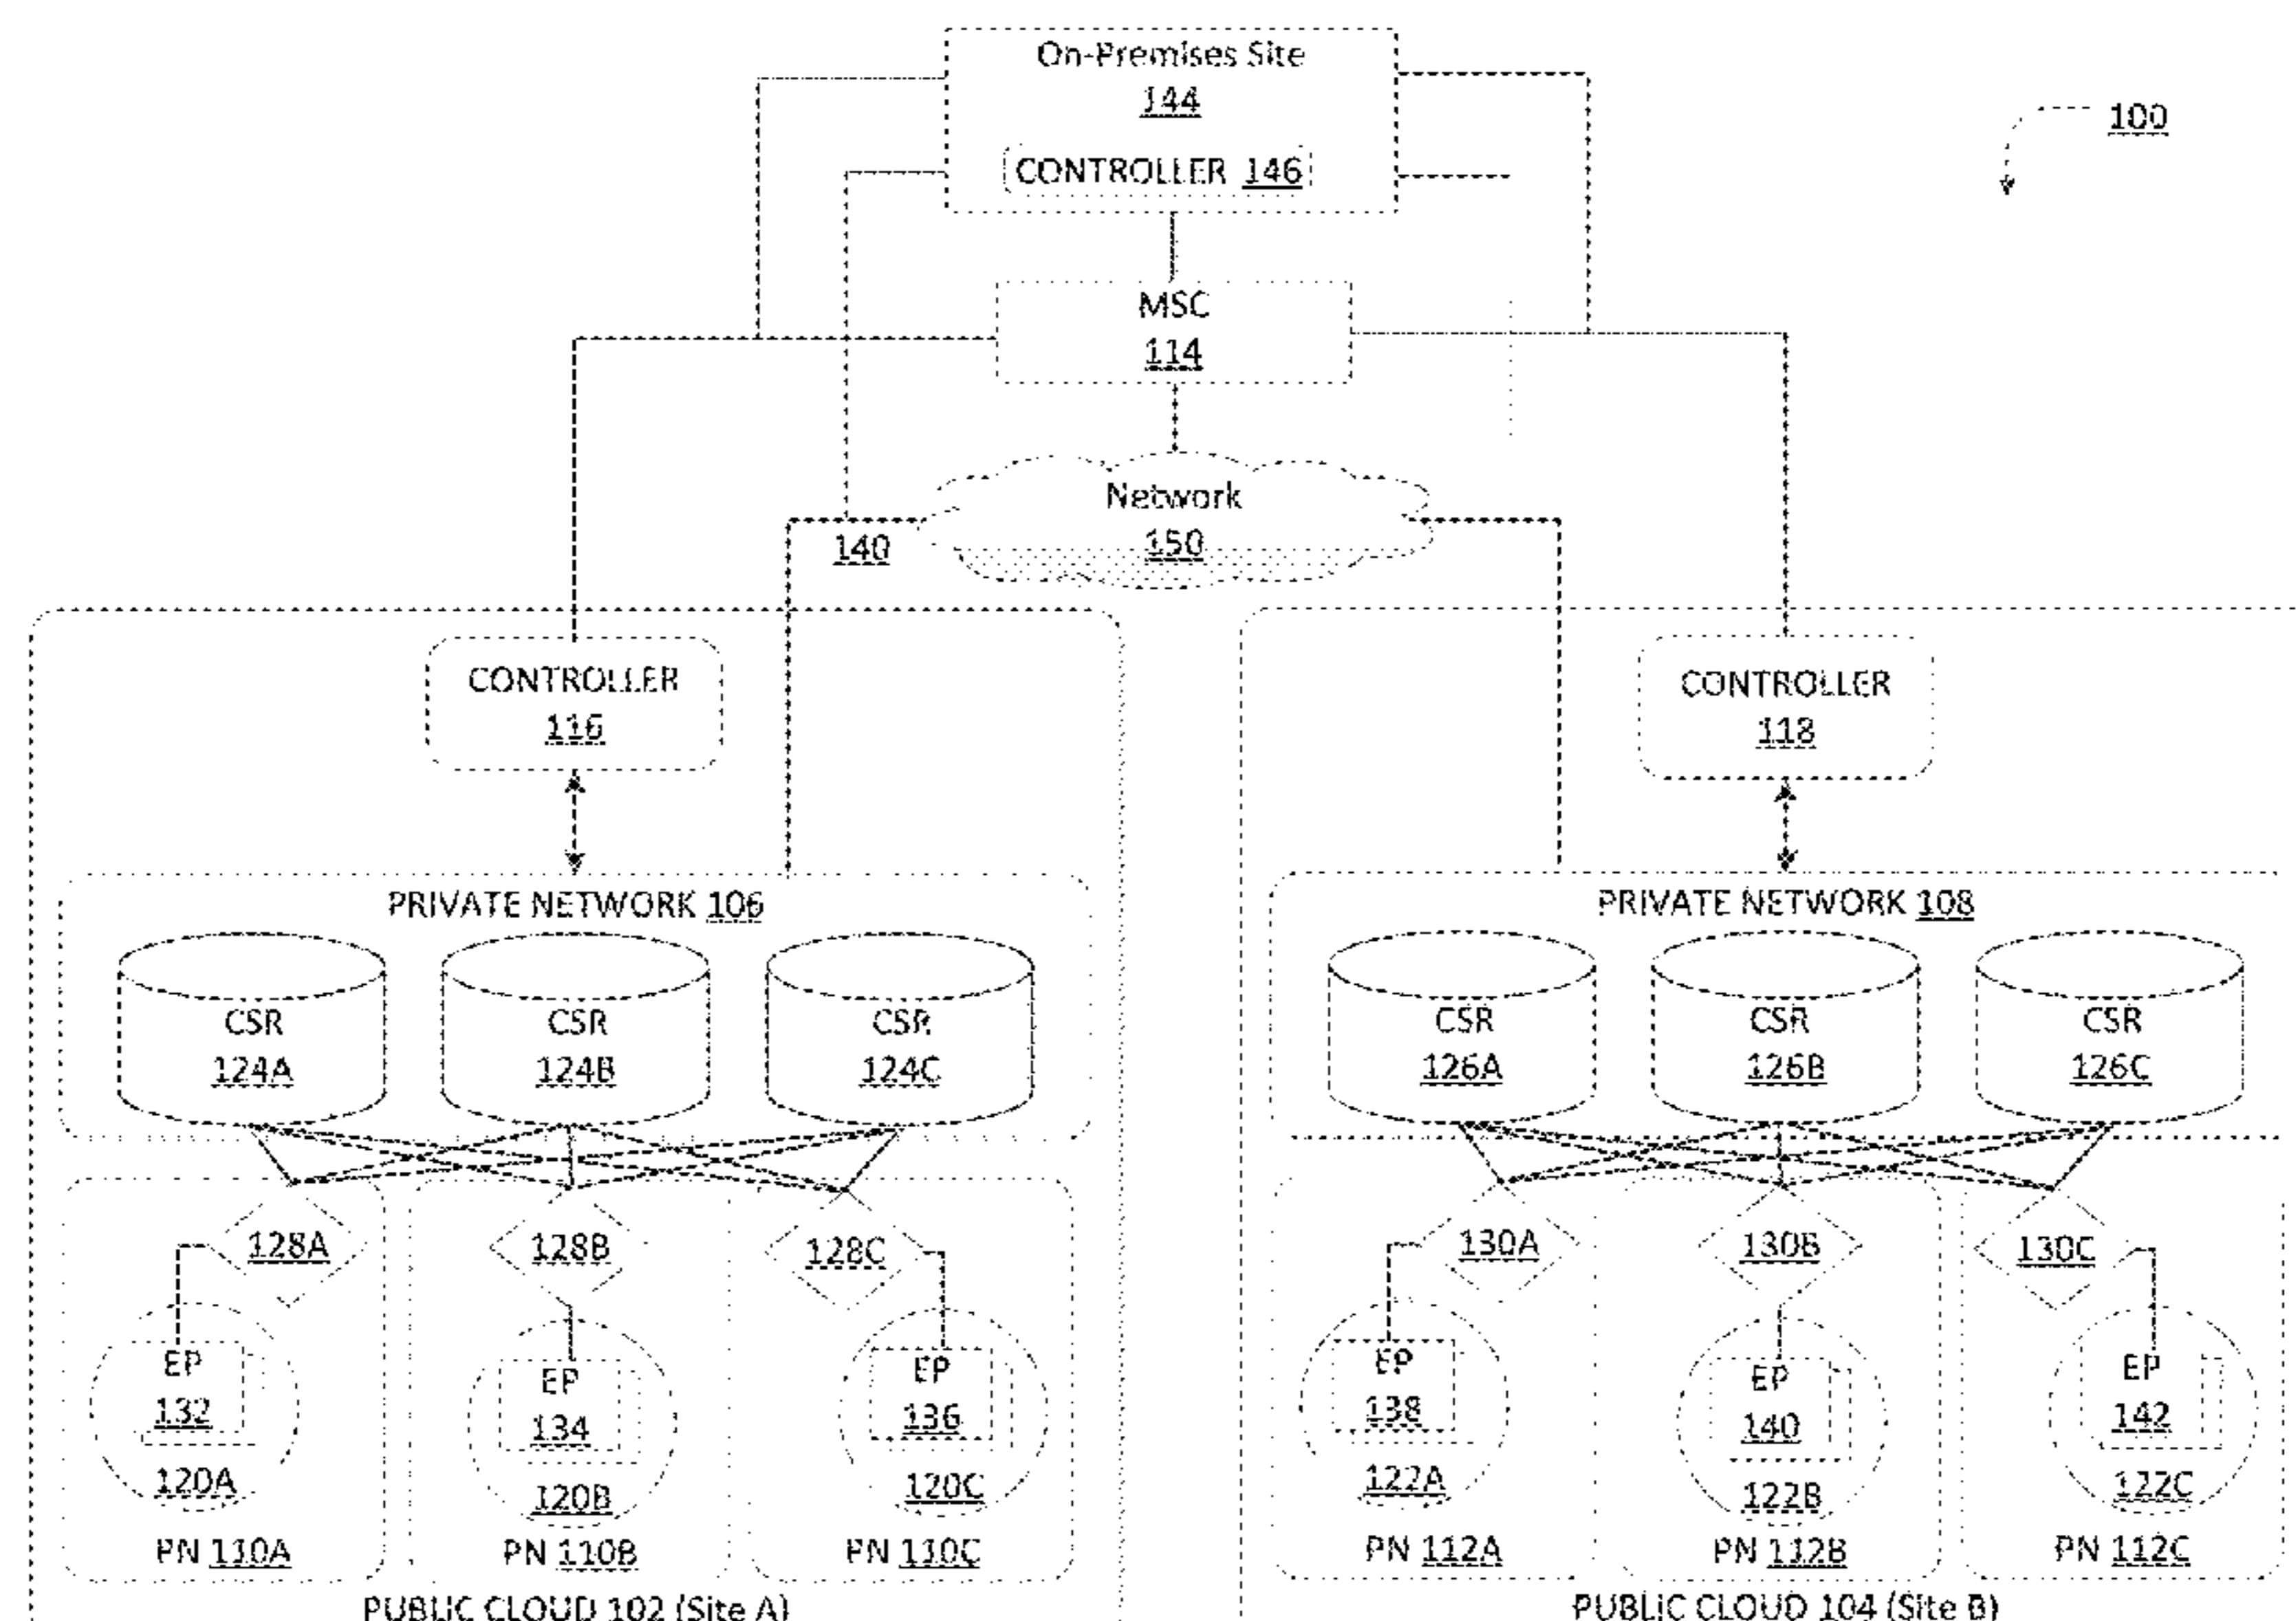 On-Premises Site
144
CONTROLLER 146
100
MSC
114
Network
150
140
CONTROLLER
116
CONTROLLER
118
PRIVATE NETWORK 106
CSR
124A
CSR
124B
CSR
124C
PRIVATE NETWORK 108
CSR
126A
CSR
126B
CSR
126C
128A
128B
128C
130A
130B
130C
EP
132
120A
EP
134
120B
EP
136
120C
EP
138
122A
EP
140
122B
EP
142
122C
PN 110A
PN 110B
PN 110C
PN 112A
PN 112B
PN 112C
PUBLIC CLOUD 102 (Site A)
PUBLIC CLOUD 104 (Site B)